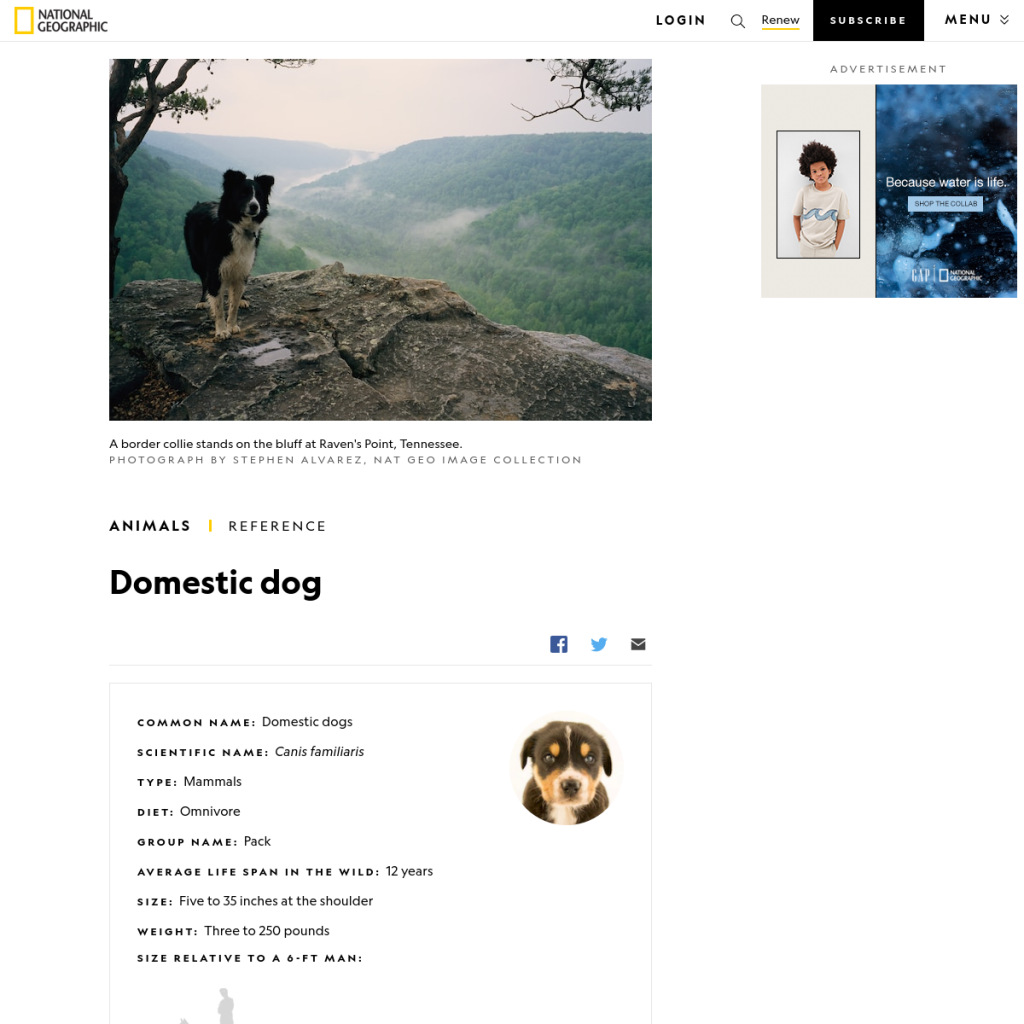 NATIONAL
GEOGRAPHIC
LOGIN
Renew
SUBSCRIBE
MENU
ADVERTISEMENT
Because water is life.
SHOP THE COLLAB
GAP
NATIONAL
GEOGRAPHIC
A border collie stands on the bluff at Raven's Point, Tennessee.
PHOTOGRAPH BY STEPHEN ALVAREZ, NAT GEO IMAGE COLLECTION
ANIMALS
REFERENCE
Domestic dog
COMMON NAME: Domestic dogs
SCIENTIFIC NAME: Canis familiaris
TYPE: Mammals
DIET: Omnivore
GROUP NAME: Pack
AVERAGE LIFE SPAN IN THE WILD: 12 years
SIZE: Five to 35 inches at the shoulder
WEIGHT: Three to 250 pounds
SIZE RELATIVE TO A 6-FT MAN: